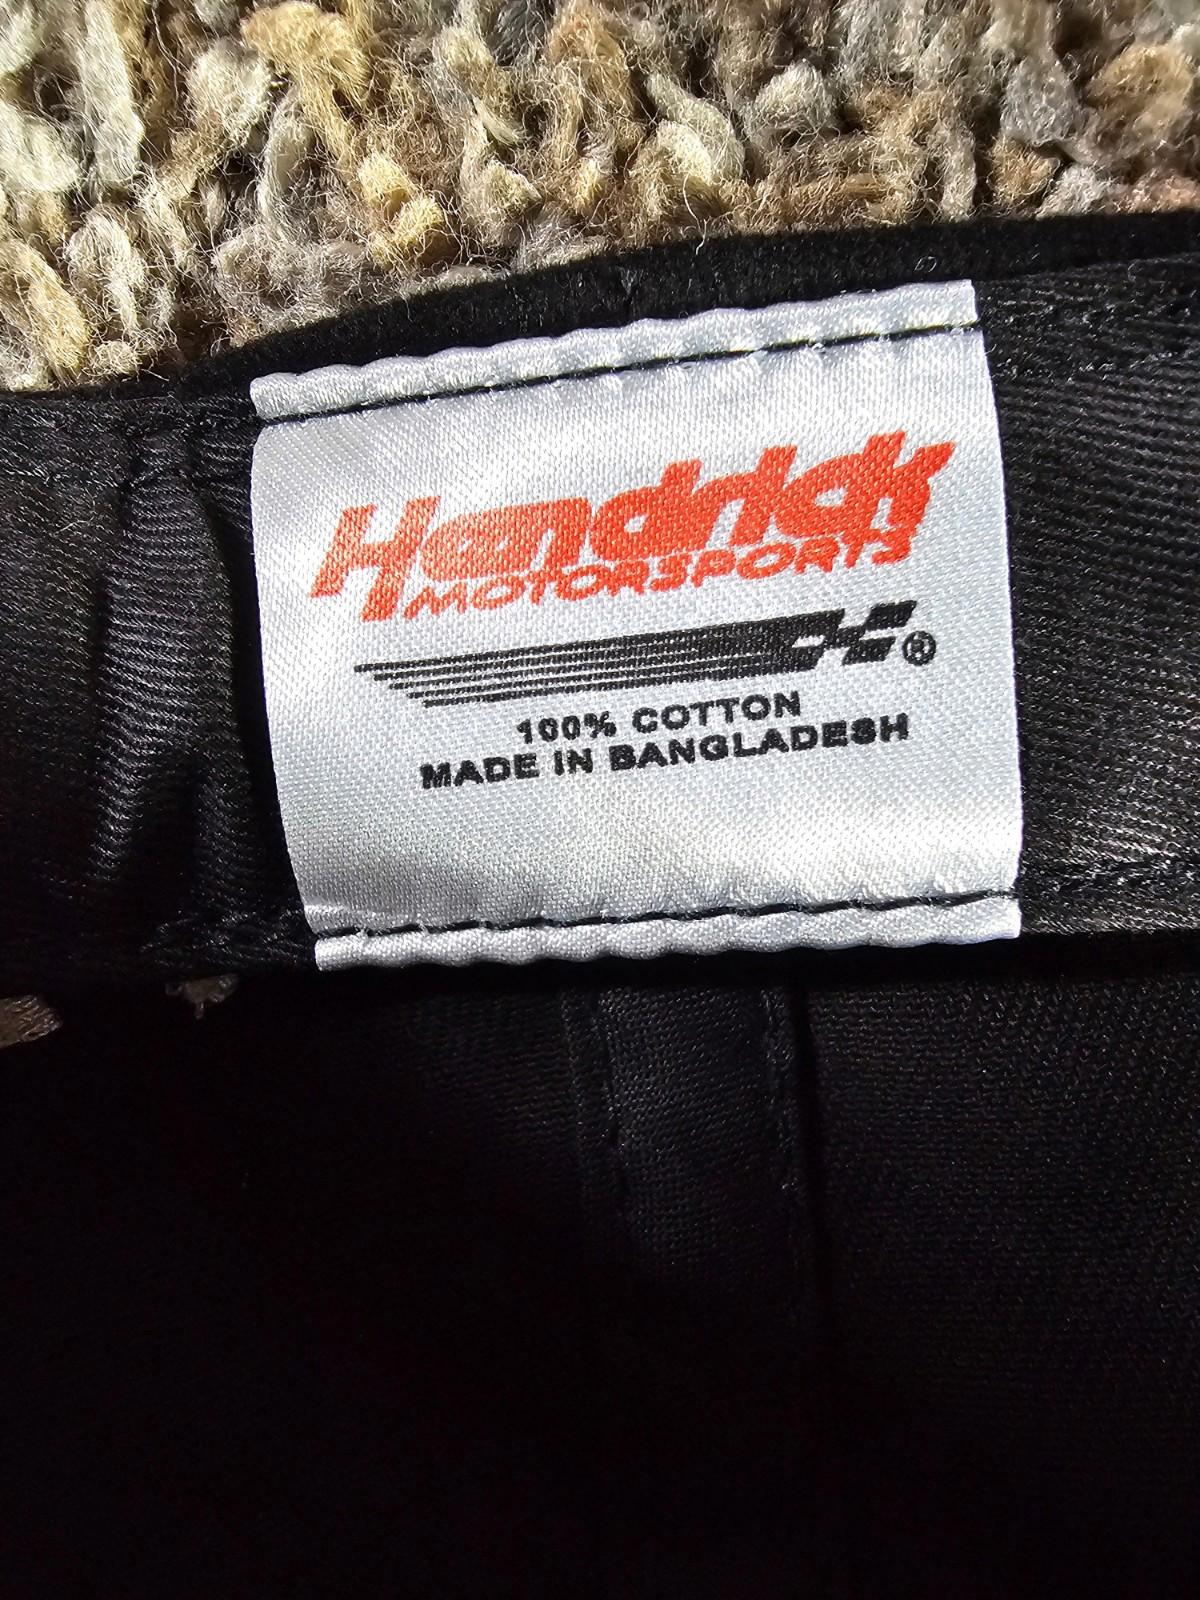 Hendrick
MOTORSPORTS
®
100% COTTON
MADE IN BANGLADESH